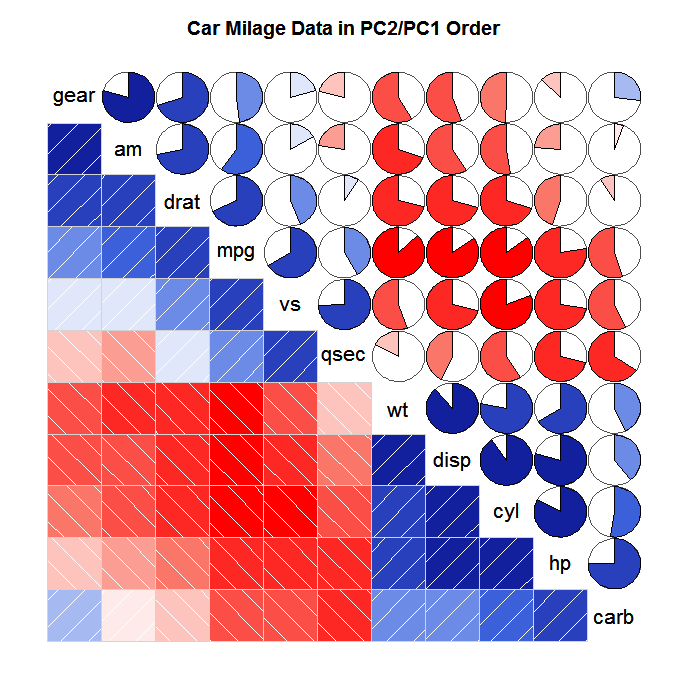 Car Milage Data in PC2/PC1 Order
gear
am
drat
mpg
vs
qsec
wt
disp
cyl
hp
carb